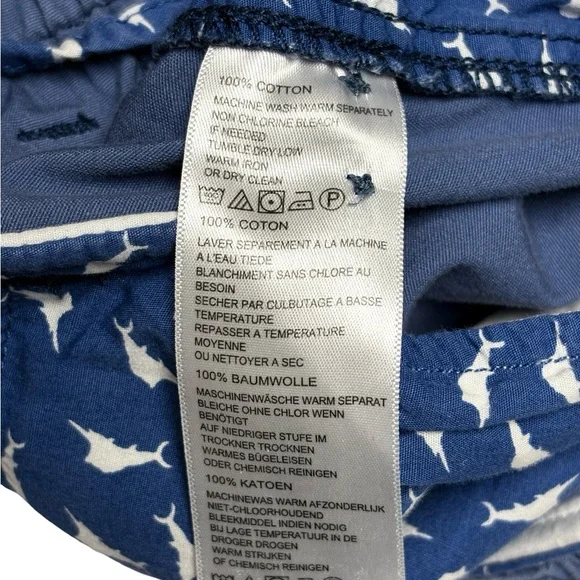 100% COTTON
MACHINE WASH WARM SEPARATELY
NON CHLORINE BLEACH
IF NEEDED
TUMBLE DRY LOW
WARM IRON
OR DRY CLEAN
P
100% COTON
LAVER SEPAREMENT A LA MACHINE
A L'EAU TIEDE
BLANCHIMENT SANS CHLORE AU
BESOIN
SECHER PAR CULBUTAGE A BASSE
TEMPERATURE
REPASSER A TEMPERATURE
MOYENNE
OU NETTOYER A SEC
100% BAUMWOLLE
MASCHINENWÄSCHE WARM SEPARAT
BLEICHE OHNE CHLOR WENN
BENÖTIGT
AUF NIEDRIGER STUFE IM
TROCKNER TROCKNEN
WARMES BÜGELEISEN
ODER CHEMISCH REINIGEN
100% KATOEN
MACHINEWAS WARM AFZONDERLIJK
NIET-CHLOORHOUDEND
BLEEKMIDDEL INDIEN NODIG
BIJ LAGE TEMPERATUUR IN DE
DROGER DROGEN
WARM STRIJKEN
OF CHEMISCH REINIGEN